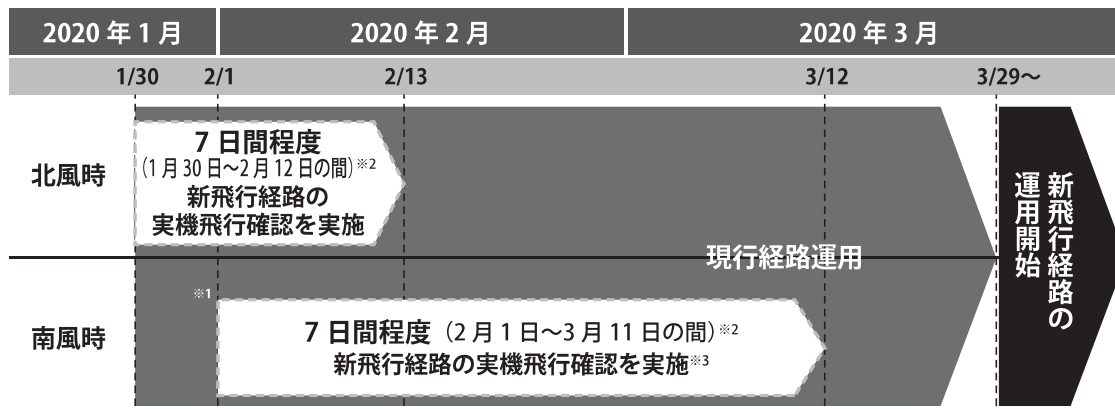 2020年1月
2020年2月
2020年3月
1/30
2/1
2/13
3/12
3/29～
北風時
7日間程度
（1月30日～2月12日の間）※2
新飛行経路の
実機飛行確認を実施
現行経路運用
新飛行経路の
運用開始
南風時
※1
7日間程度（2月1日～3月11日の間）※2
新飛行経路の実機飛行確認を実施※3